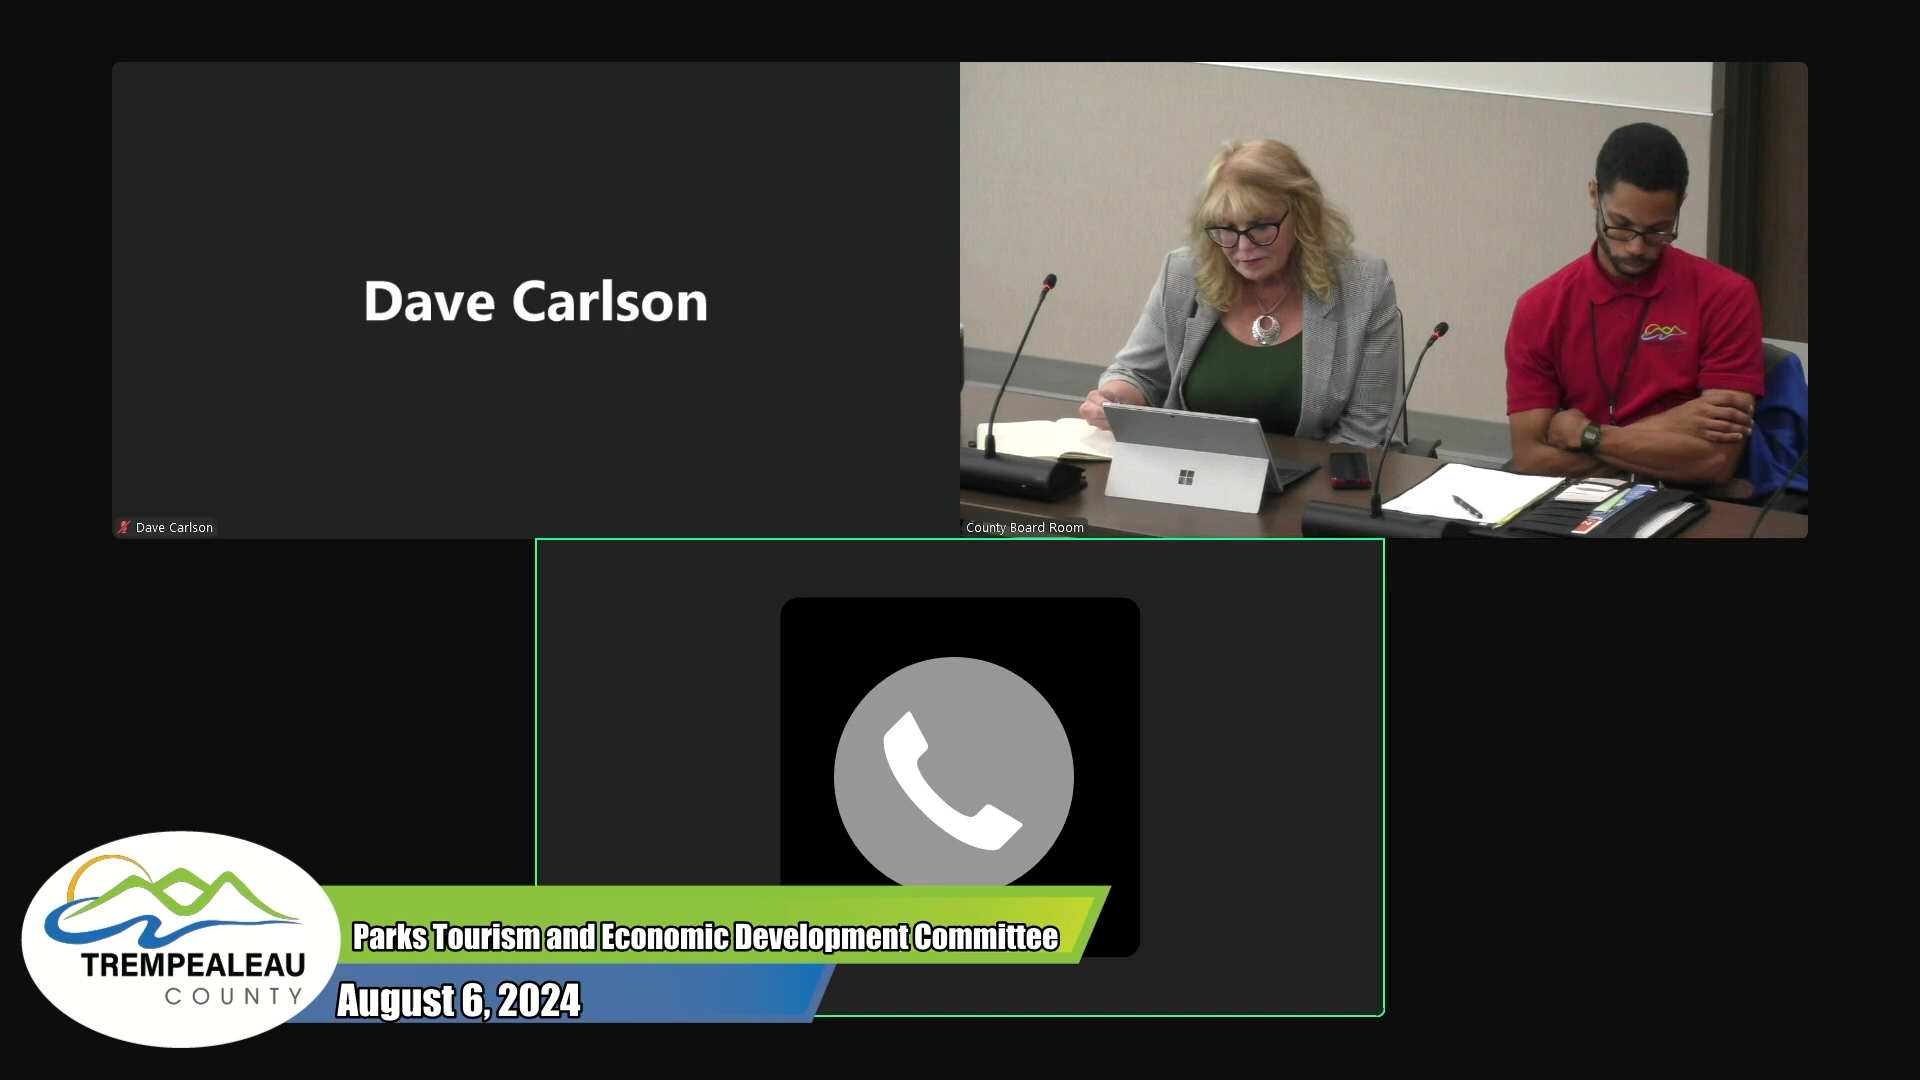 Dave Carlson
Dave Carlson
County Board Room
Parks Tourism and Economic Development Committee
TREMPEALEAU
COUNTY
August 6, 2024